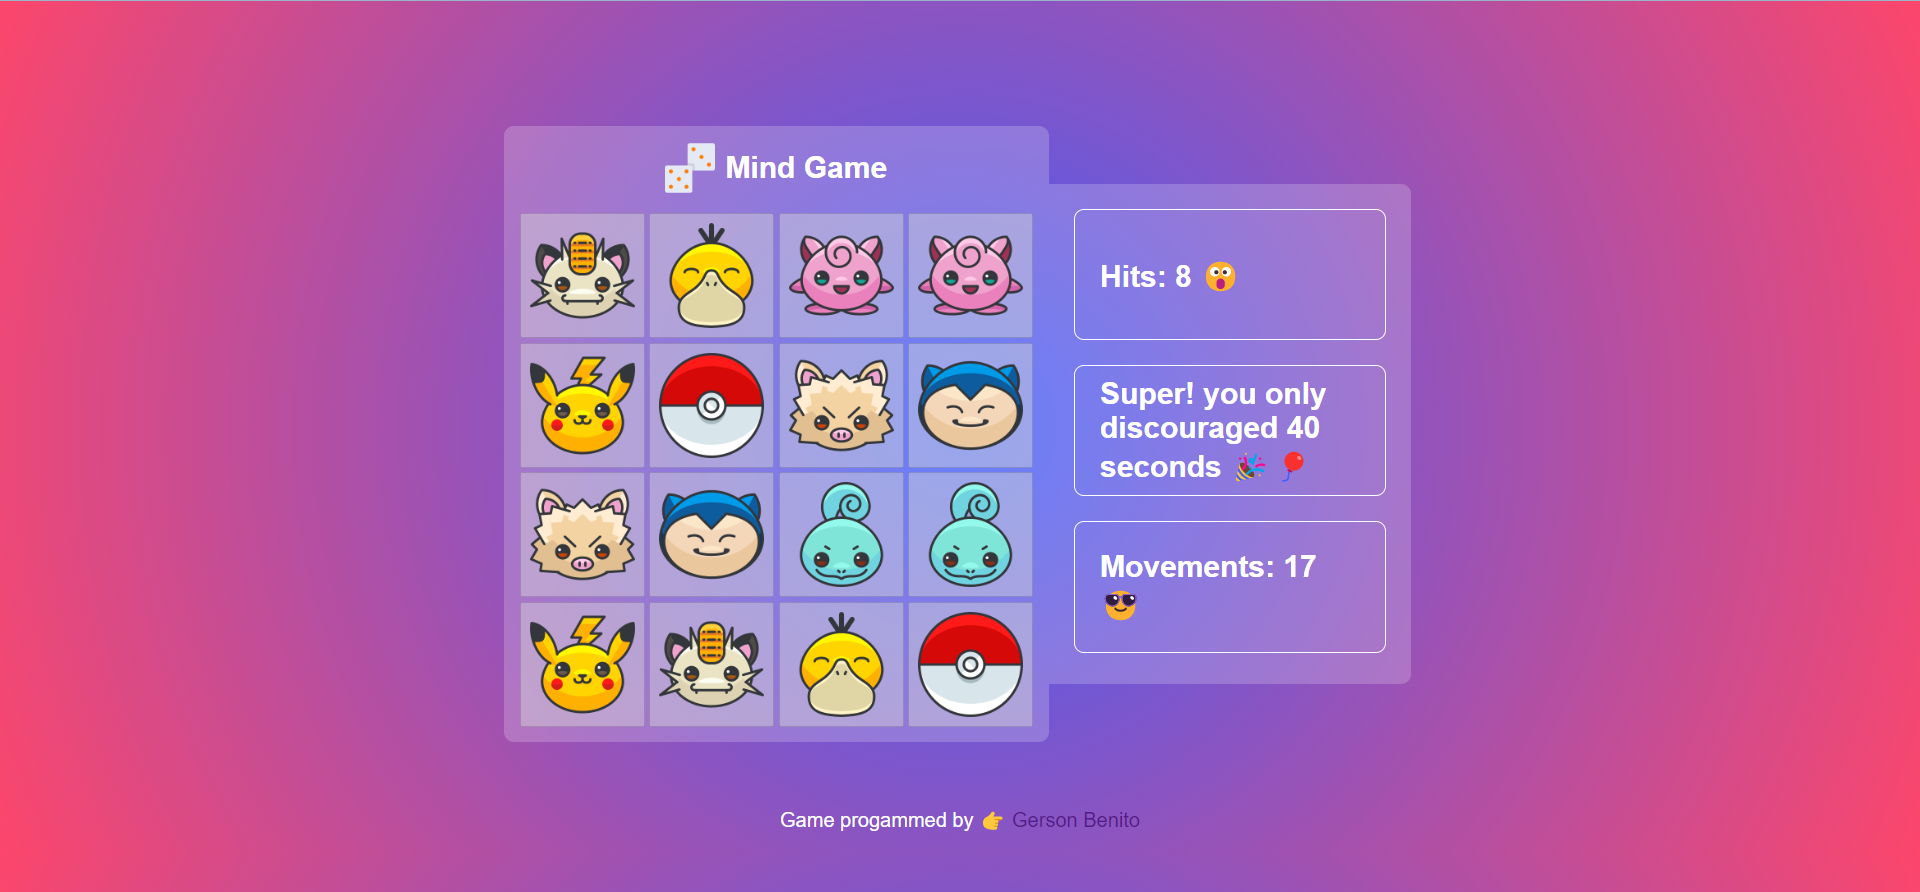 Mind Game
Hits: 8 😲
Super! you only
discouraged 40
seconds 🎉 🎈
Movements: 17
😎
Game progammed by 👉 Gerson Benito